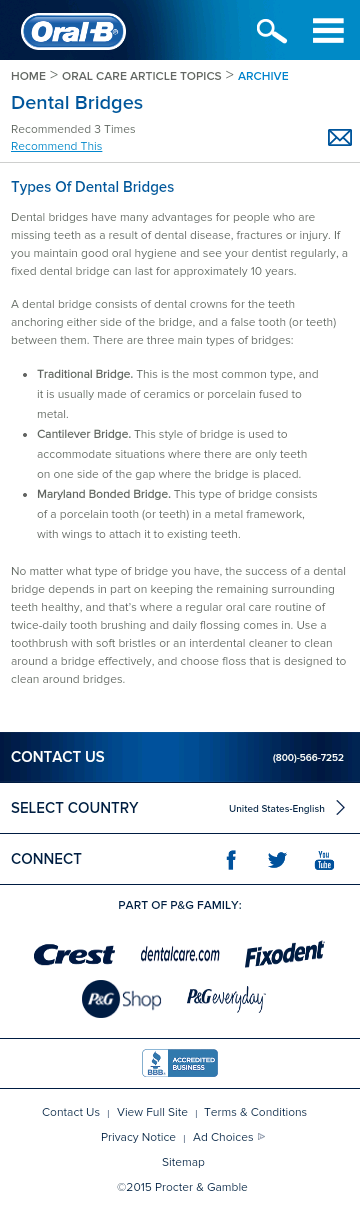 Oral-B®
HOME > ORAL CARE ARTICLE TOPICS > ARCHIVE
Dental Bridges
Recommended 3 Times
Recommend This
Types Of Dental Bridges
Dental bridges have many advantages for people who are
missing teeth as a result of dental disease, fractures or injury. If
you maintain good oral hygiene and see your dentist regularly, a
fixed dental bridge can last for approximately 10 years.
A dental bridge consists of dental crowns for the teeth
anchoring either side of the bridge, and a false tooth (or teeth)
between them. There are three main types of bridges:
• Traditional Bridge. This is the most common type, and
it is usually made of ceramics or porcelain fused to
metal.
• Cantilever Bridge. This style of bridge is used to
accommodate situations where there are only teeth
on one side of the gap where the bridge is placed.
• Maryland Bonded Bridge. This type of bridge consists
of a porcelain tooth (or teeth) in a metal framework,
with wings to attach it to existing teeth.
No matter what type of bridge you have, the success of a dental
bridge depends in part on keeping the remaining surrounding
teeth healthy, and that's where a regular oral care routine of
twice-daily tooth brushing and daily flossing comes in. Use a
toothbrush with soft bristles or an interdental cleaner to clean
around a bridge effectively, and choose floss that is designed to
clean around bridges.
CONTACT US (800)-566-7252
SELECT COUNTRY United States-English
CONNECT f You Tube
PART OF P&G FAMILY:
Crest dentalcare.com Fixodent
P&G Shop P&G everyday
BBB. ACCREDITED BUSINESS
Contact Us | View Full Site | Terms & Conditions
Privacy Notice | Ad Choices
Sitemap
©2015 Procter & Gamble